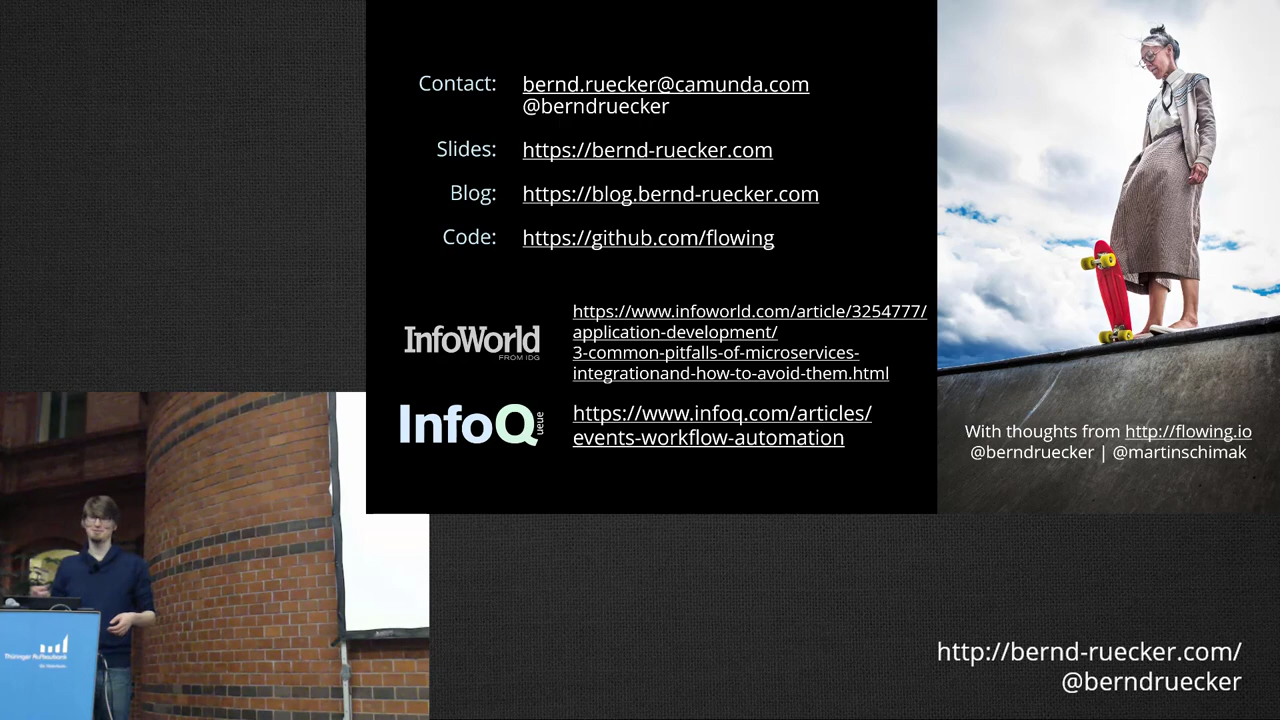 Contact: bernd.ruecker@camunda.com
@berndruecker
Slides: https://bernd-ruecker.com
Blog: https://blog.bernd-ruecker.com
Code: https://github.com/flowing
InfoWorld
FROM IDG
https://www.infoworld.com/article/3254777/
application-development/
3-common-pitfalls-of-microservices-
integrationand-how-to-avoid-them.html
InfoQ
ueue
https://www.infoq.com/articles/
events-workflow-automation
With thoughts from http://flowing.io
@berndruecker | @martinschimak
Thüringer Aufbaubank
http://bernd-ruecker.com/
@berndruecker